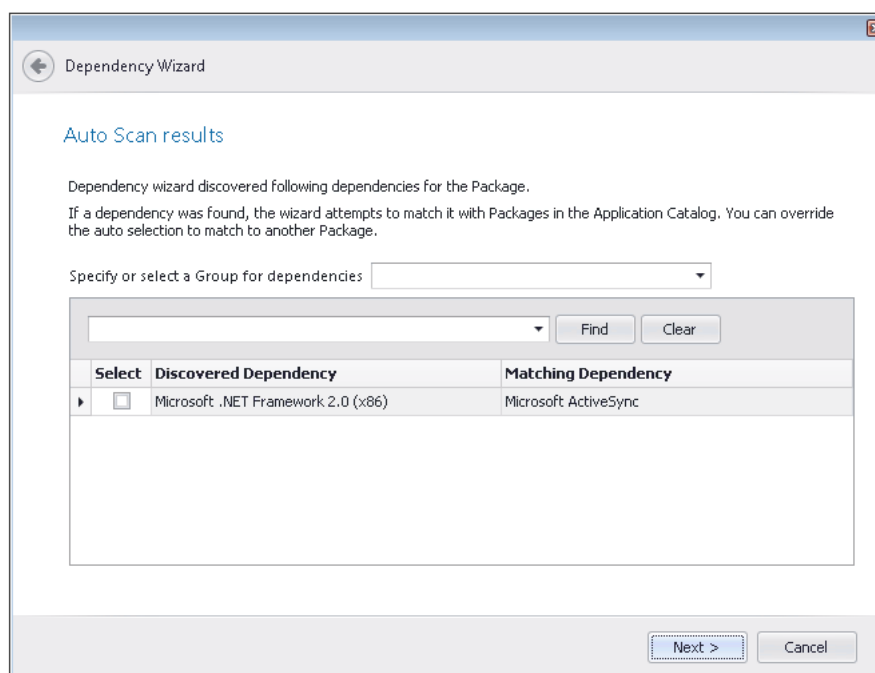 Dependency Wizard
Auto Scan results
Dependency wizard discovered following dependencies for the Package.
If a dependency was found, the wizard attempts to match it with Packages in the Application Catalog. You can override
the auto selection to match to another Package.
Specify or select a Group for dependencies
Find Clear
Select Discovered Dependency Matching Dependency
Microsoft .NET Framework 2.0 (x86) Microsoft ActiveSync
Next > Cancel